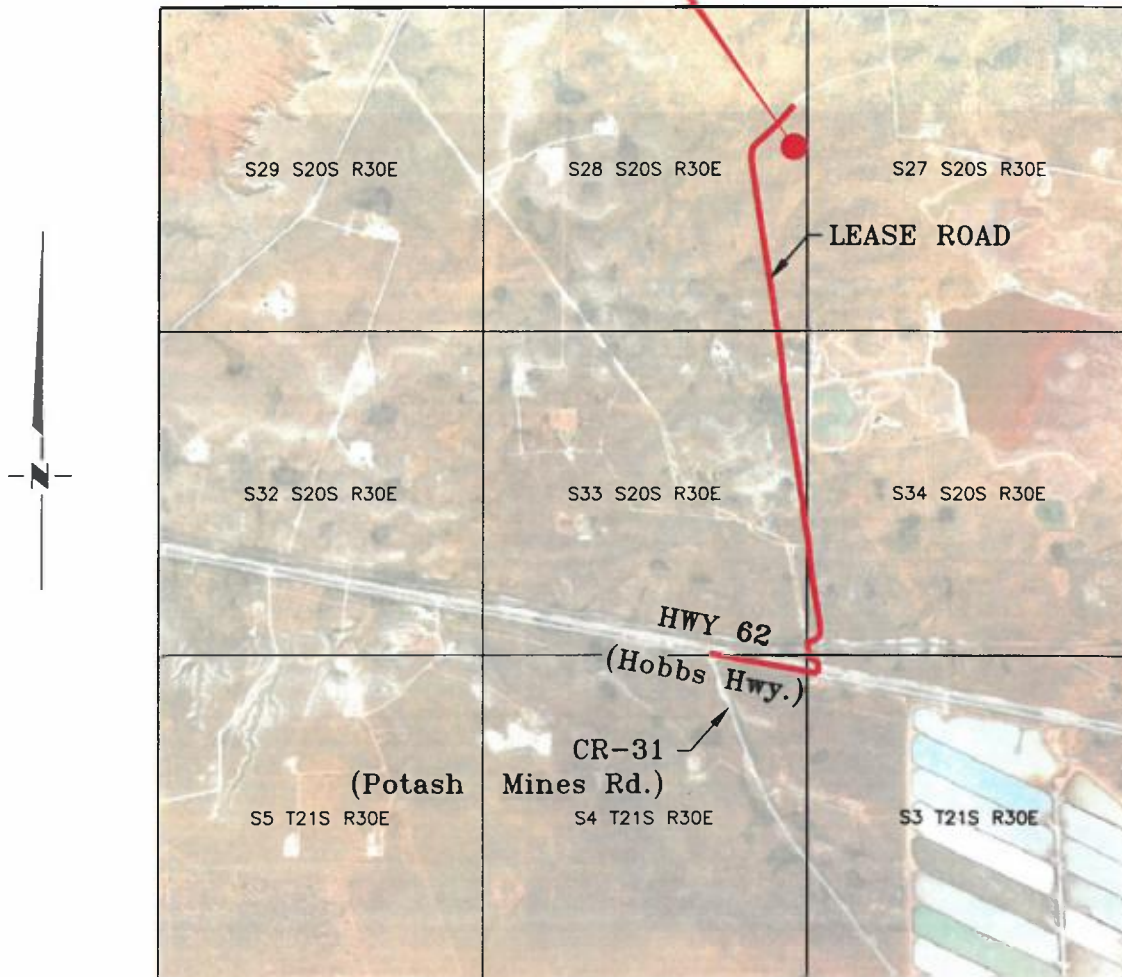 S29 S20S R30E
S28 S20S R30E
S27 S20S R30E
LEASE ROAD
N
S32 S20S R30E
S33 S20S R30E
S34 S20S R30E
HWY 62
(Hobbs Hwy.)
CR-31
(Potash Mines Rd.)
S5 T21S R30E
S4 T21S R30E
S3 T21S R30E